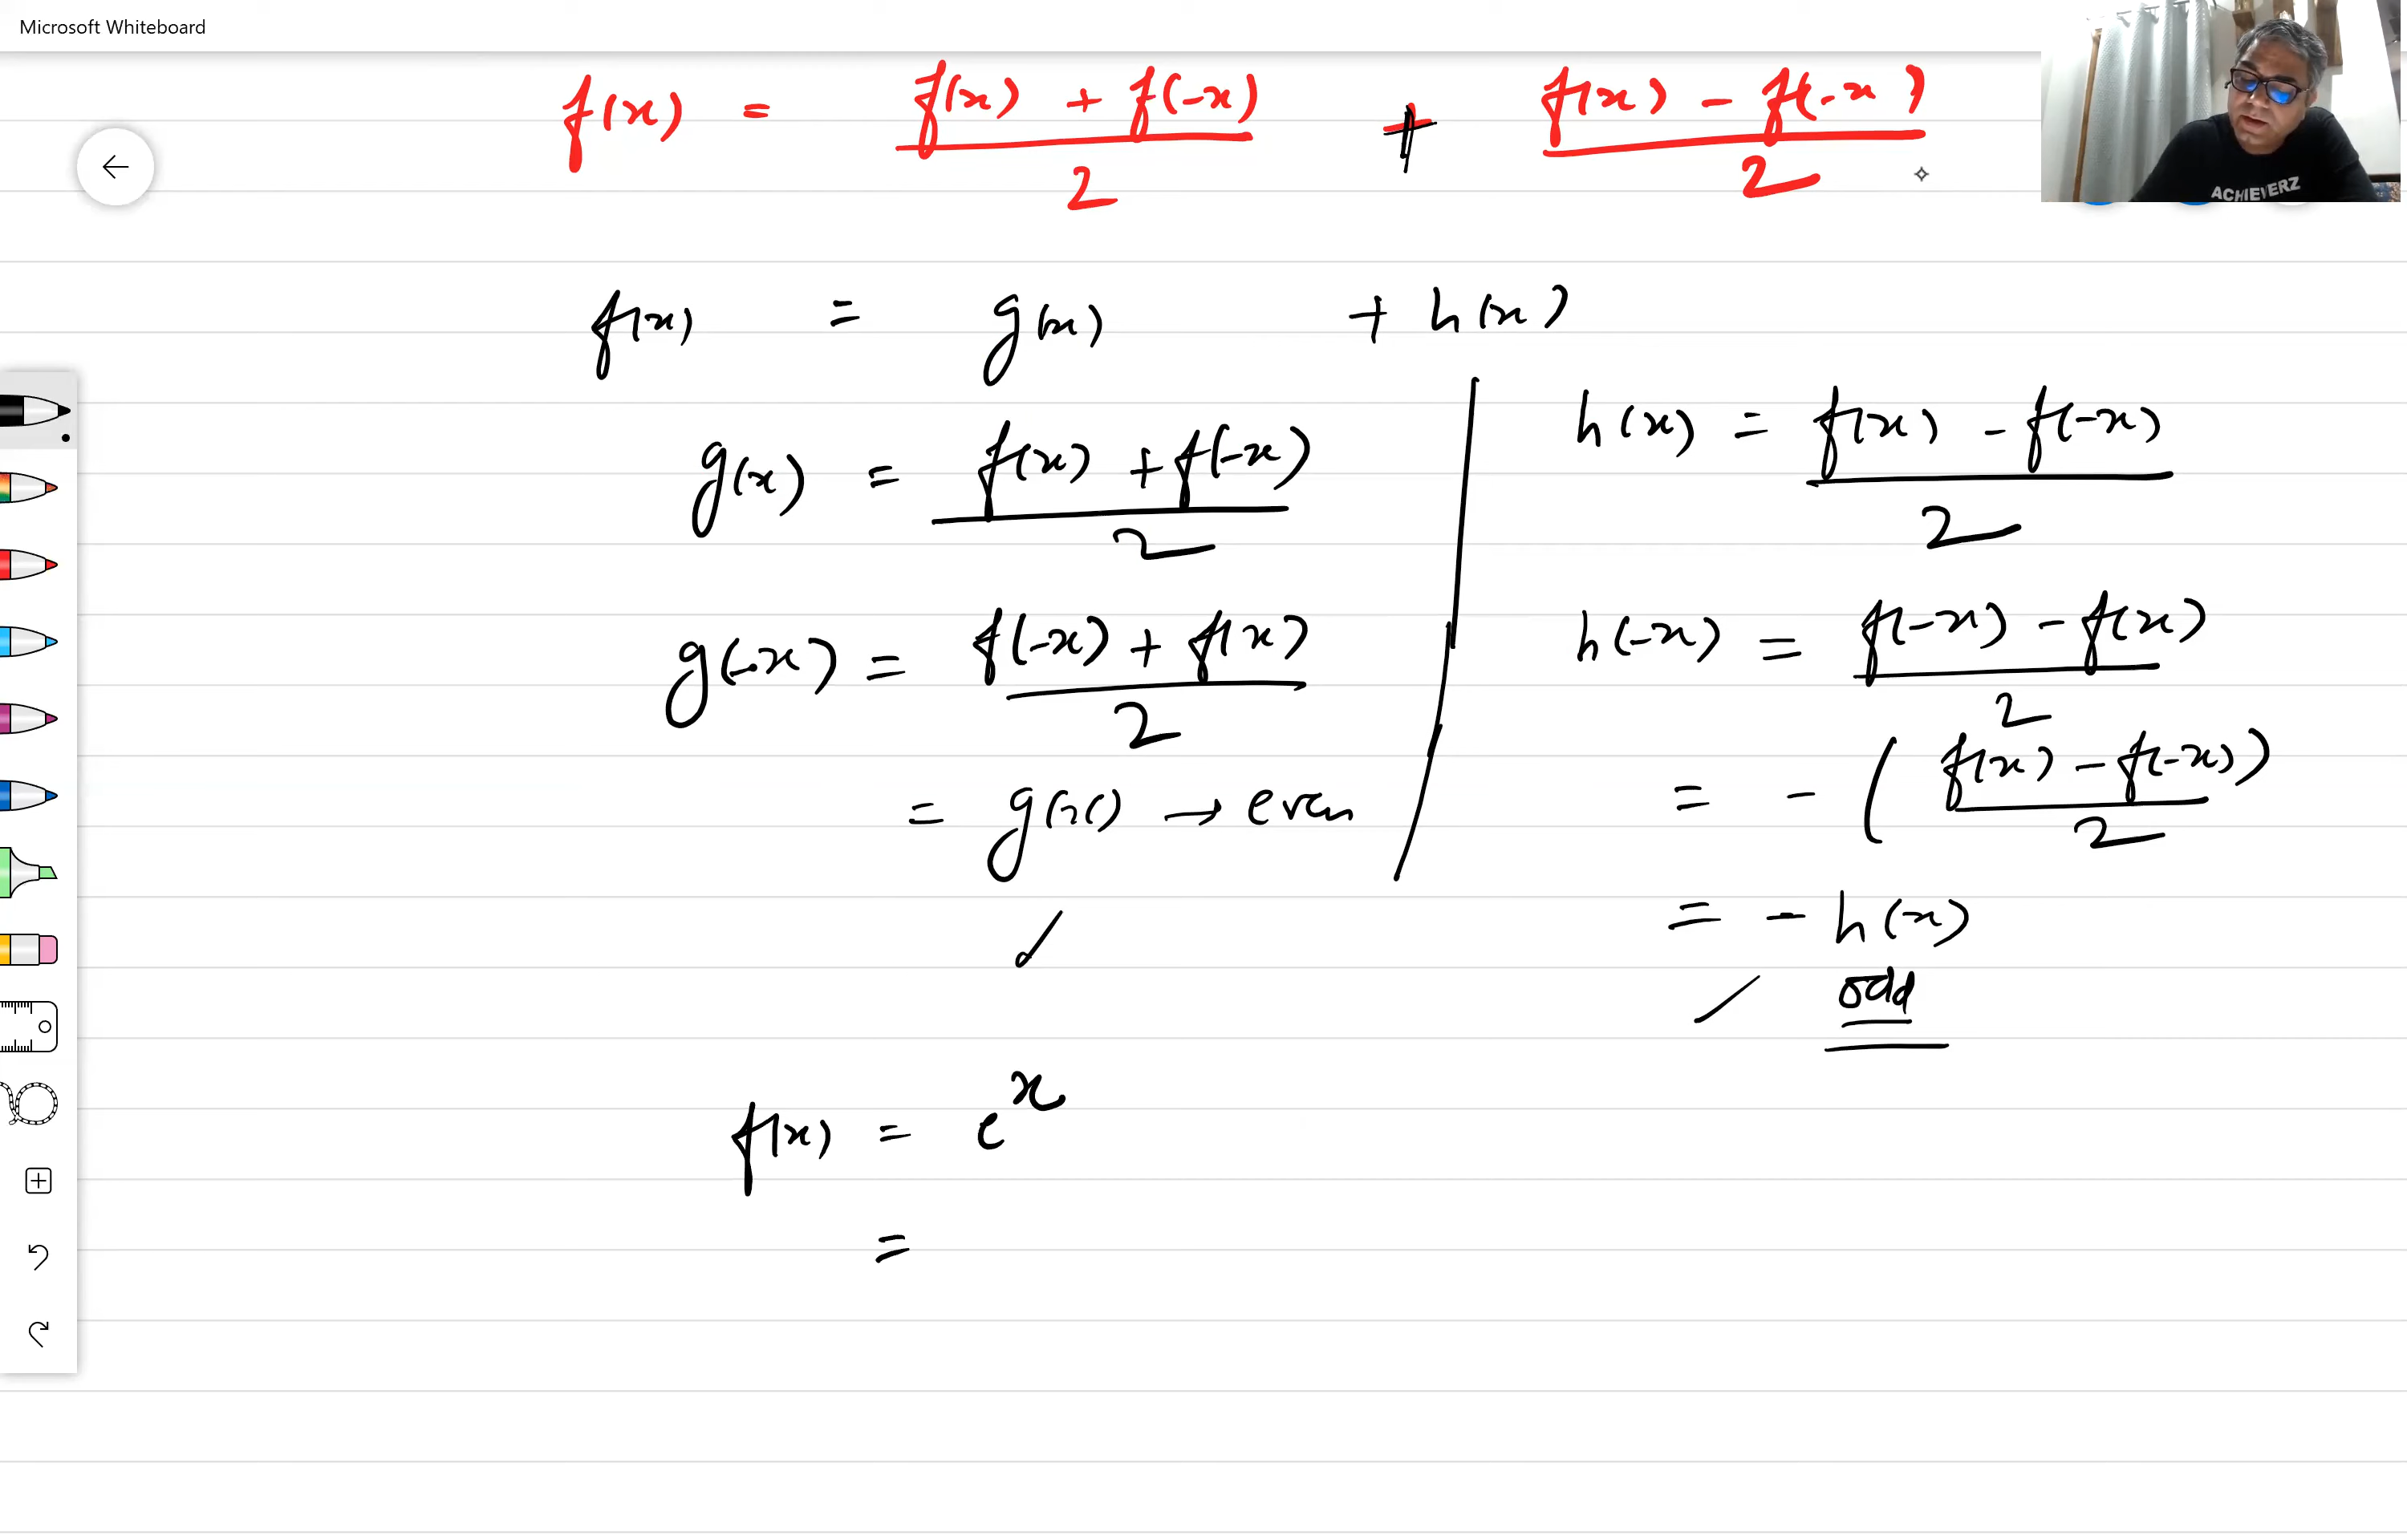 Microsoft Whiteboard
f(x) = (f(x) + f(-x))/2 + (f(x) - f(-x))/2
ACHIEVERZ
f(x) = g(x) + h(x)
g(x) = (f(x) + f(-x))/2
g(-x) = (f(-x) + f(x))/2
= g(x) → even
h(x) = (f(x) - f(-x))/2
h(-x) = (f(-x) - f(x))/2
= - ((f(x) - f(-x))/2)
= - h(x)
odd
f(x) = e^x
=